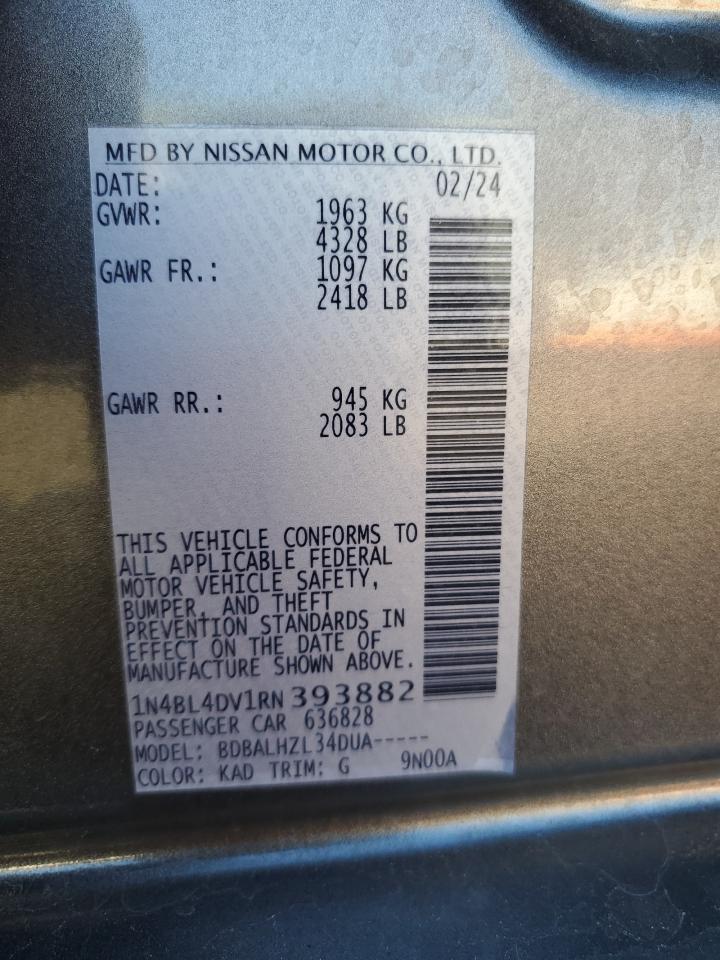 MFD BY NISSAN MOTOR CO., LTD.
DATE: 02/24
GVWR: 1963 KG
4328 LB
GAWR FR.: 1097 KG
2418 LB
GAWR RR.: 945 KG
2083 LB
THIS VEHICLE CONFORMS TO
ALL APPLICABLE FEDERAL
MOTOR VEHICLE SAFETY,
BUMPER, AND THEFT
PREVENTION STANDARDS IN
EFFECT ON THE DATE OF
MANUFACTURE SHOWN ABOVE.
1N4BL4DV1RN 393882
PASSENGER CAR 636828
MODEL: BDBALHZL34DUA-----
COLOR: KAD TRIM: G 9N00A